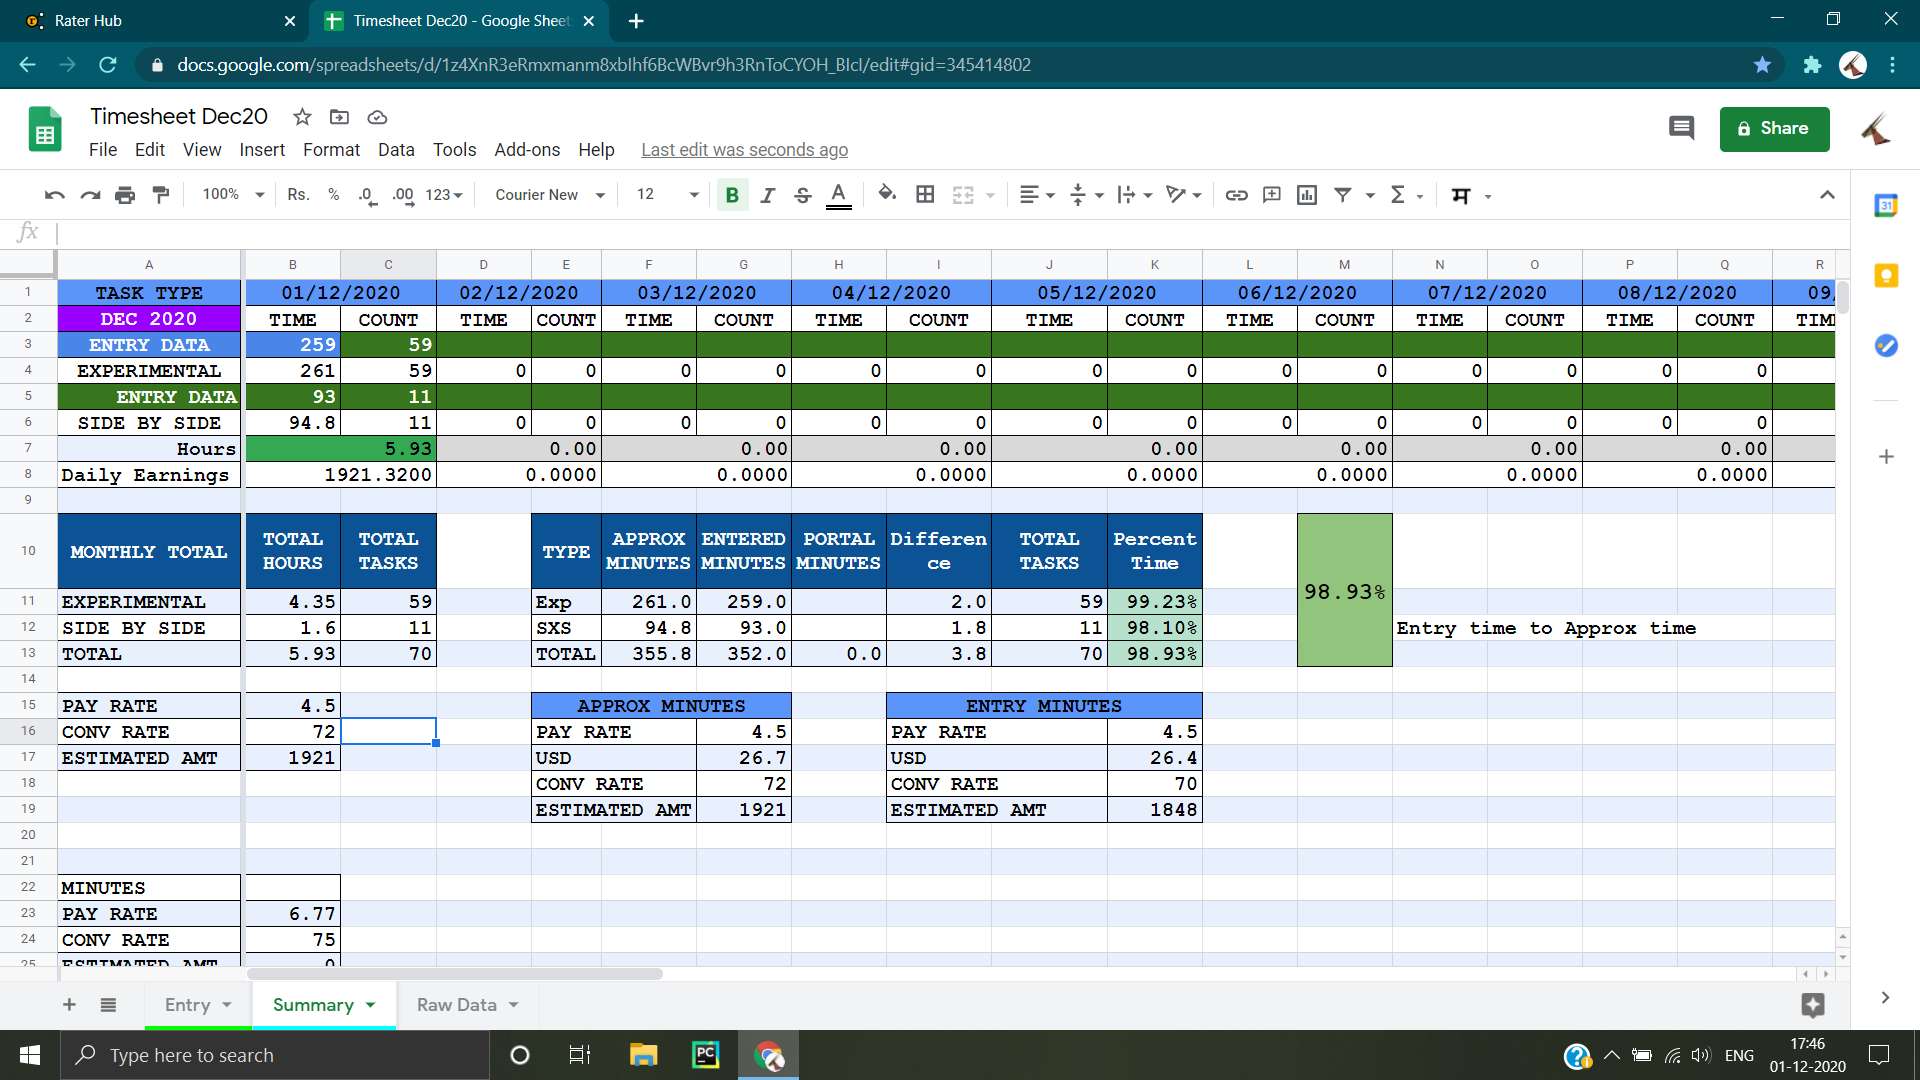 Rater Hub
Timesheet Dec20 - Google Sheet
docs.google.com/spreadsheets/d/1z4XnR3eRmxmanm8xblhf6BcWBvr9h3RnToCYOH_BIcI/edit#gid=345414802
Timesheet Dec20
File Edit View Insert Format Data Tools Add-ons Help Last edit was seconds ago
Share
100% Rs. % .0 .00 123 Courier New 12 B I S A Σ म
fx
31
A B C D E F G H I J K L M N O P Q R
1 TASK TYPE 01/12/2020 02/12/2020 03/12/2020 04/12/2020 05/12/2020 06/12/2020 07/12/2020 08/12/2020 09/
2 DEC 2020 TIME COUNT TIME COUNT TIME COUNT TIME COUNT TIME COUNT TIME COUNT TIME COUNT TIME COUNT TIM
3 ENTRY DATA 259 59
4 EXPERIMENTAL 261 59 0 0 0 0 0 0 0 0 0 0 0 0 0 0
5 ENTRY DATA 93 11
6 SIDE BY SIDE 94.8 11 0 0 0 0 0 0 0 0 0 0 0 0 0 0
7 Hours 5.93 0.00 0.00 0.00 0.00 0.00 0.00 0.00
8 Daily Earnings 1921.3200 0.0000 0.0000 0.0000 0.0000 0.0000 0.0000 0.0000
9
10 MONTHLY TOTAL TOTAL HOURS TOTAL TASKS TYPE APPROX MINUTES ENTERED MINUTES PORTAL MINUTES Differen ce TOTAL TASKS Percent Time 98.93%
11 EXPERIMENTAL 4.35 59 Exp 261.0 259.0 2.0 59 99.23%
12 SIDE BY SIDE 1.6 11 SXS 94.8 93.0 1.8 11 98.10% Entry time to Approx time
13 TOTAL 5.93 70 TOTAL 355.8 352.0 0.0 3.8 70 98.93%
14
15 PAY RATE 4.5 APPROX MINUTES ENTRY MINUTES
16 CONV RATE 72 PAY RATE 4.5 PAY RATE 4.5
17 ESTIMATED AMT 1921 USD 26.7 USD 26.4
18 CONV RATE 72 CONV RATE 70
19 ESTIMATED AMT 1921 ESTIMATED AMT 1848
20
21
22 MINUTES
23 PAY RATE 6.77
24 CONV RATE 75
25 ESTIMATED AMT 0
Entry Summary Raw Data
Type here to search
PC
ENG
17:46
01-12-2020